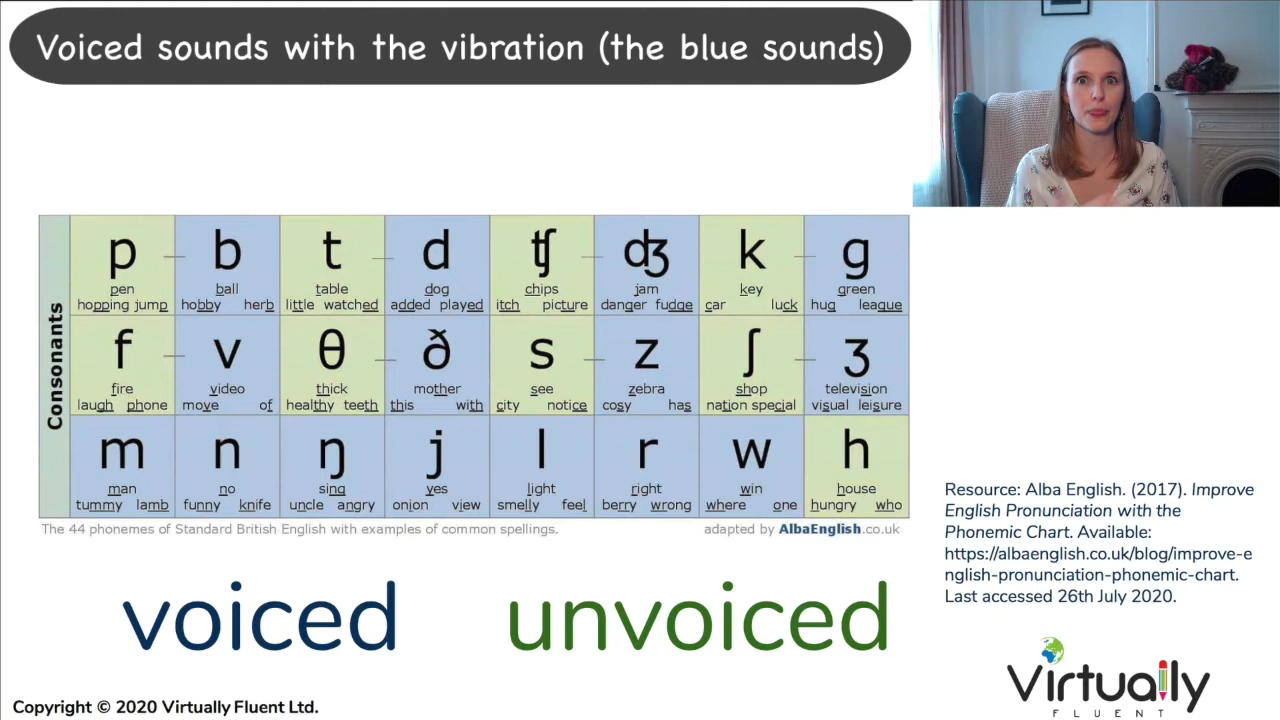 Voiced sounds with the vibration (the blue sounds)
Consonants
p b t d ʧ ʤ k g
pen ball table dog chips jam key green
hopping jump hobby herb little watched added played itch picture danger fudge car luck hug league
f v θ ð s z ʃ ʒ
fire video thick mother see zebra shop television
laugh phone move of healthy teeth this with city notice cosy has nation special visual leisure
m n ŋ j l r w h
man no sing yes light right win house
tummy lamb funny knife uncle angry onion view smelly feel berry wrong where one hungry who
The 44 phonemes of Standard British English with examples of common spellings.
adapted by AlbaEnglish.co.uk
voiced unvoiced
Resource: Alba English. (2017). Improve
English Pronunciation with the
Phonemic Chart. Available:
https://albaenglish.co.uk/blog/improve-e
nglish-pronunciation-phonemic-chart.
Last accessed 26th July 2020.
Virtually
FLUENT
Copyright © 2020 Virtually Fluent Ltd.